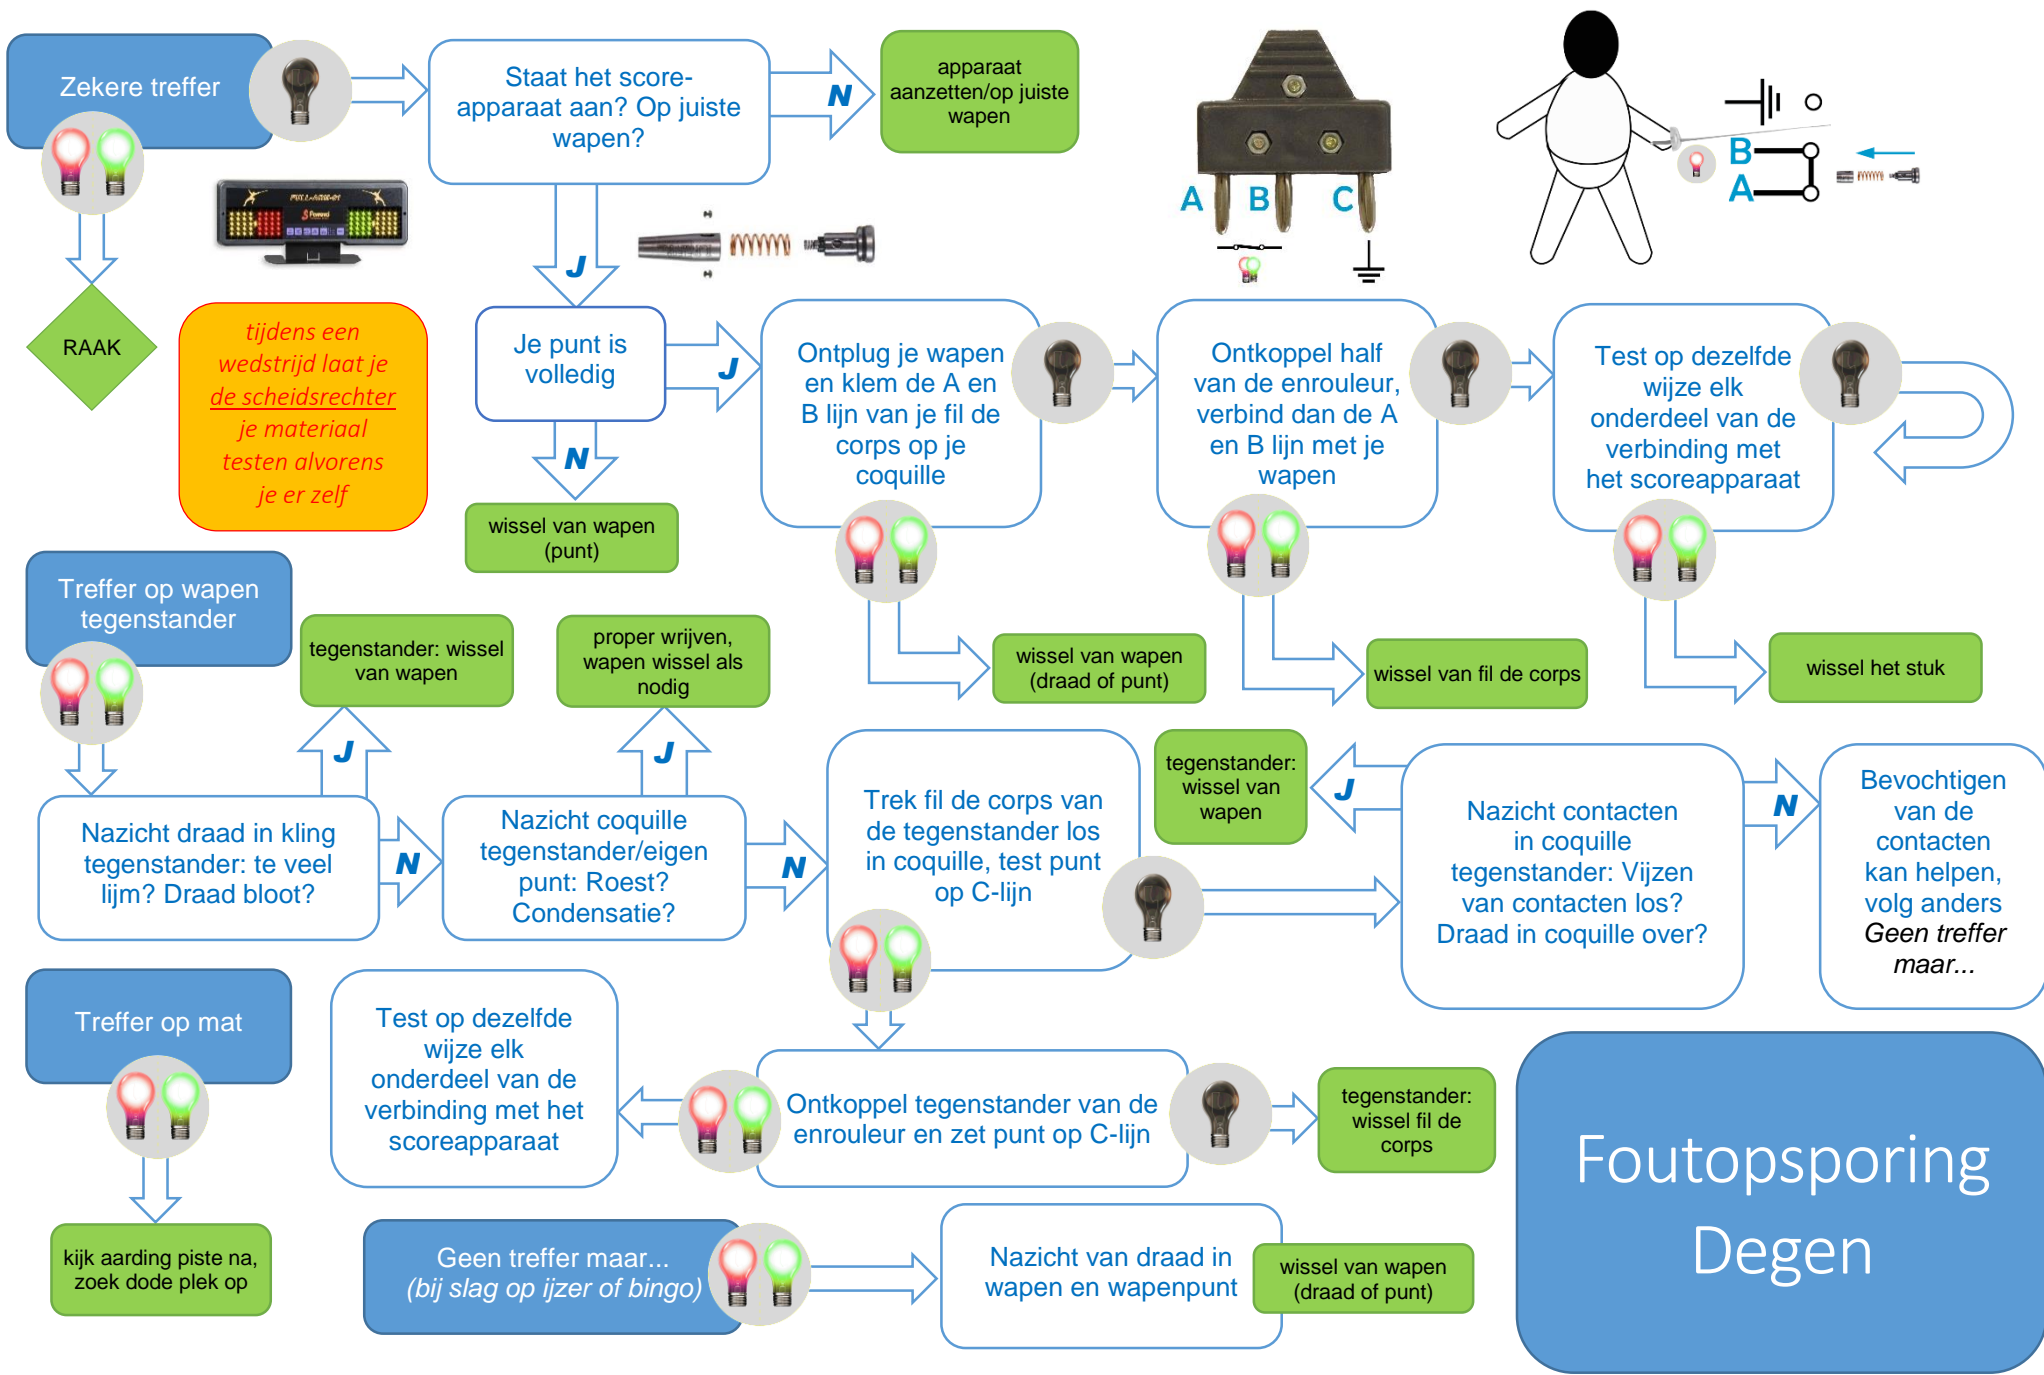 Zekere treffer
Staat het score-
apparaat aan? Op juiste
wapen?
N
apparaat
aanzetten/op juiste
wapen
A
B
C
B
A
J
RAAK
tijdens een
wedstrijd laat je
de scheidsrechter
je materiaal
testen alvorens
je er zelf
Je punt is
volledig
J
N
wissel van wapen
(punt)
Ontplug je wapen
en klem de A en
B lijn van je fil de
corps op je
coquille
Ontkoppel half
van de enrouleur,
verbind dan de A
en B lijn met je
wapen
Test op dezelfde
wijze elk
onderdeel van de
verbinding met
het scoreapparaat
wissel van wapen
(draad of punt)
wissel van fil de corps
wissel het stuk
Treffer op wapen
tegenstander
tegenstander: wissel
van wapen
proper wrijven,
wapen wissel als
nodig
J
J
Nazicht draad in kling
tegenstander: te veel
lijm? Draad bloot?
N
Nazicht coquille
tegenstander/eigen
punt: Roest?
Condensatie?
N
Trek fil de corps van
de tegenstander los
in coquille, test punt
op C-lijn
tegenstander:
wissel van
wapen
J
Nazicht contacten
in coquille
tegenstander: Vijzen
van contacten los?
Draad in coquille over?
N
Bevochtigen
van de
contacten
kan helpen,
volg anders
Geen treffer
maar...
Treffer op mat
Test op dezelfde
wijze elk
onderdeel van de
verbinding met het
scoreapparaat
Ontkoppel tegenstander van de
enrouleur en zet punt op C-lijn
tegenstander:
wissel fil de
corps
kijk aarding piste na,
zoek dode plek op
Geen treffer maar...
(bij slag op ijzer of bingo)
Nazicht van draad in
wapen en wapenpunt
wissel van wapen
(draad of punt)
Foutopsporing
Degen